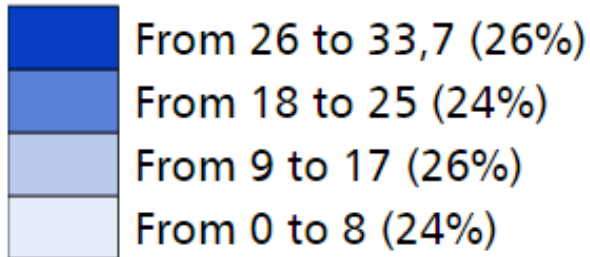 From 26 to 33,7 (26%)
From 18 to 25 (24%)
From 9 to 17 (26%)
From 0 to 8 (24%)